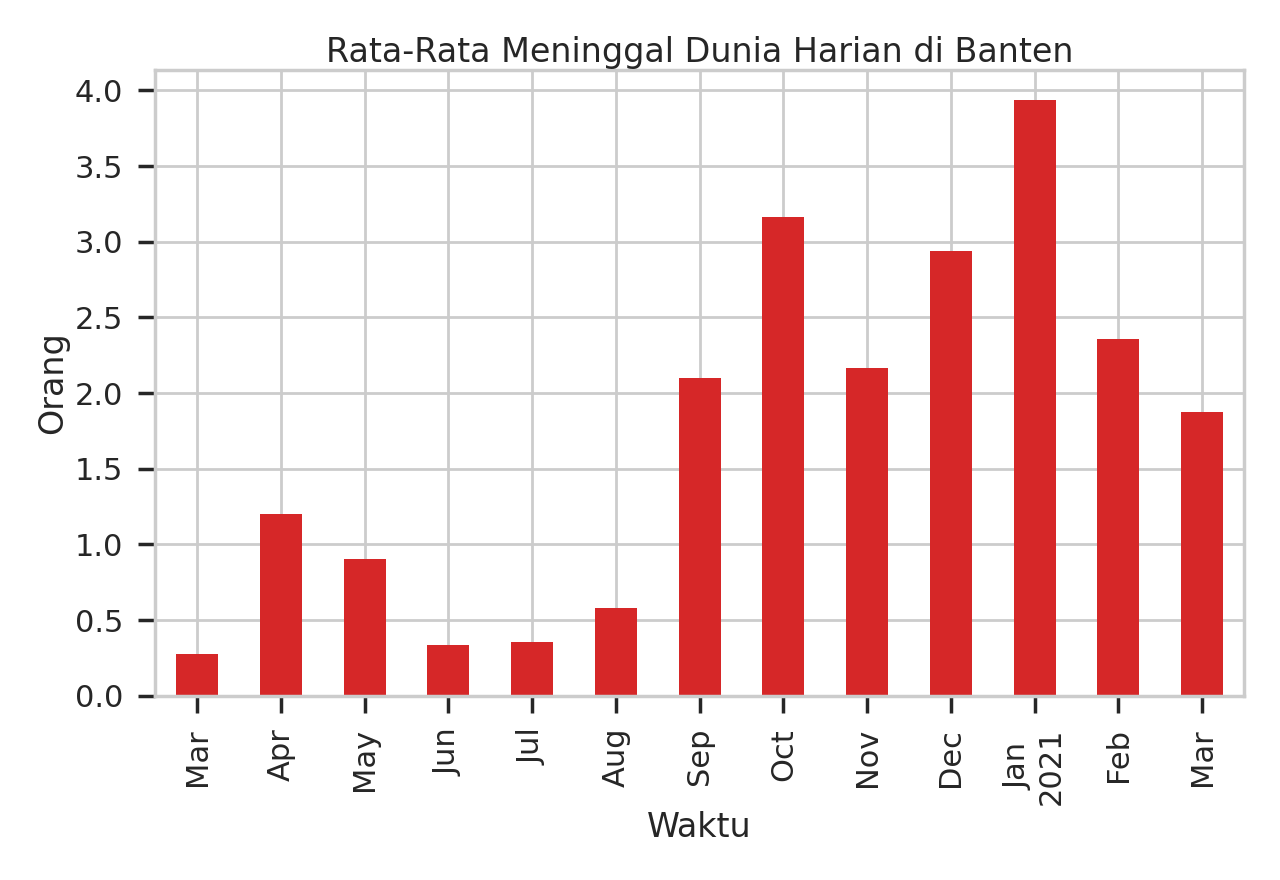 Rata-Rata Meninggal Dunia Harian di Banten
4.0
3.5
3.0
2.5
2.0
1.5
1.0
0.5
0.0
Orang
Mar
Apr
May
Jun
Jul
Aug
Sep
Oct
Nov
Dec
Jan
2021
Feb
Mar
Waktu